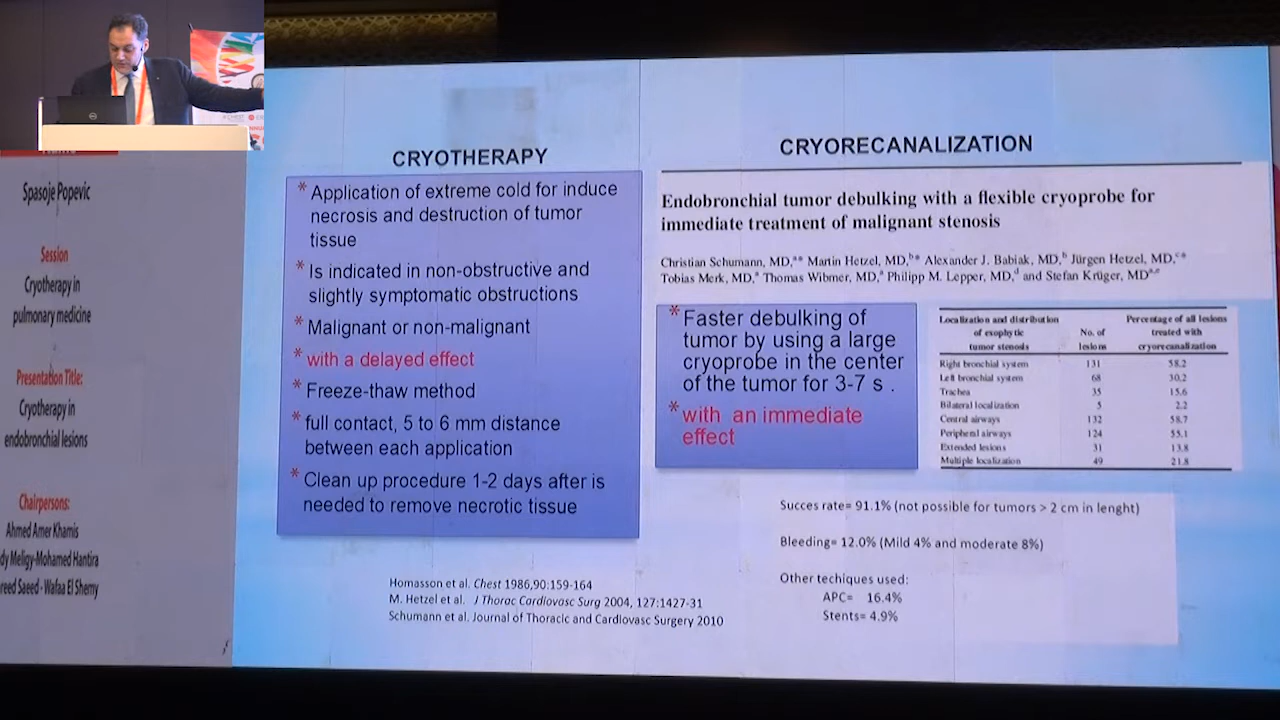 Spasoje Popevic
Session
Cryotherapy in
pulmonary medicine
Presentation Title:
Cryotherapy in
endobronchial lesions
Chairpersons:
Ahmed Amer Khamis
dy Meligy-Mohamed Hantira
reed Saeed - Wafaa El Shemy
CRYOTHERAPY
* Application of extreme cold for induce
necrosis and destruction of tumor
tissue
* Is indicated in non-obstructive and
slightly symptomatic obstructions
* Malignant or non-malignant
* with a delayed effect
* Freeze-thaw method
* full contact, 5 to 6 mm distance
between each application
* Clean up procedure 1-2 days after is
needed to remove necrotic tissue
Homasson et al. Chest 1986,90:159-164
M. Hetzel et al. J Thorac Cardiovasc Surg 2004, 127:1427-31
Schumann et al. Journal of Thoracic and Cardiovasc Surgery 2010
CRYORECANALIZATION
Endobronchial tumor debulking with a flexible cryoprobe for
immediate treatment of malignant stenosis
Christian Schumann, MD, Martin Hetzel, MD, Alexander J. Babiak, MD, Jürgen Hetzel, MD,
Tobias Merk, MD, Thomas Wibmer, MD, Philipp M. Lepper, MD, and Stefan Krüger, MD
* Faster debulking of
tumor by using a large
cryoprobe in the center
of the tumor for 3-7 s .
* with an immediate
effect
Localization and distribution
of exophytic
tumor stenosis
No. of
lesions
Percentage of all lesions
treated with
cryorecanalization
Right bronchial system 131 58.2
Left bronchial system 68 30.2
Trachea 35 15.6
Bilateral localization 5 2.2
Central airways 132 58.7
Peripheral airways 124 55.1
Extended lesions 31 13.8
Multiple localization 49 21.8
Succes rate= 91.1% (not possible for tumors > 2 cm in lenght)
Bleeding= 12.0% (Mild 4% and moderate 8%)
Other techiques used:
APC= 16.4%
Stents= 4.9%